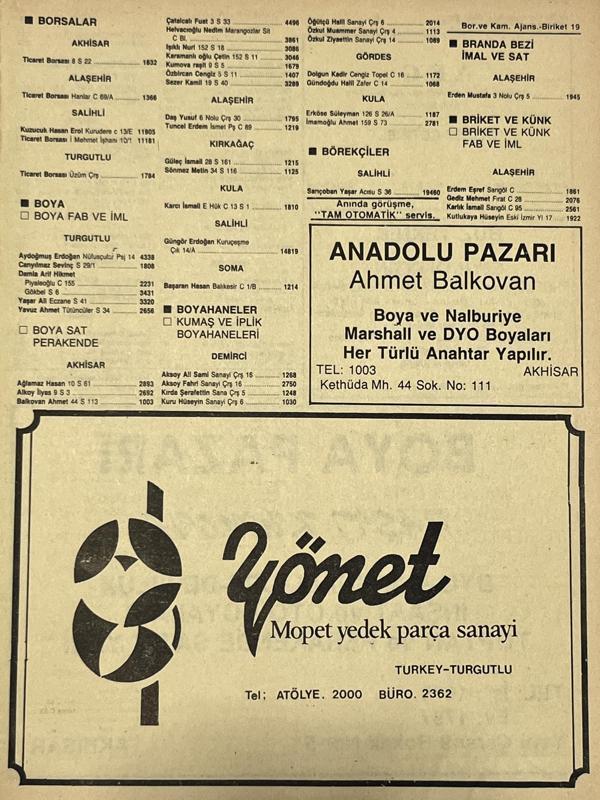 Bor.ve Kam. Ajans.-Biriket 19
■ BORSALAR
AKHİSAR
Ticaret Borsası 8 S 22 1832
ALAŞEHİR
Ticaret Borsası Hanlar C 69/A 1366
SALİHLİ
Kuzucuk Hasan Erol Kurudere c 13/E 11905
Ticaret Borsası İ Mehmet İşhanı 10/1 11181
TURGUTLU
Ticaret Borsası Üzüm Çrş 1784
■ BOYA
□ BOYA FAB VE İML
TURGUTLU
Aydoğmuş Erdoğan Nüfusçular Psj 14 4338
Canyılmaz Sevinç S 29/1 1808
Damla Arif Hikmet
Piyaleoğlu C 155 2231
Gökbel S 6 3431
Yaşar Ali Eczane S 41 3320
Yavuz Ahmet Tütüncüler S 34 2656
□ BOYA SAT
PERAKENDE
AKHİSAR
Ağlamaz Hasan 10 S 61 2893
Alkoy İlyas 9 S 3 2692
Balkovan Ahmet 44 S 113 1003
Çatalcalı Fuat 3 S 33 4496
Helvacıoğlu Nedim Marangozlar Sit
C Bl. 3861
Işıklı Nuri 152 S 18 3086
Karamanlı oğlu Çetin 152 S 11 3046
Kumova raşit 9 S 5 1679
Özbircan Cengiz 5 S 11 1407
Sezer Kamil 19 S 40 3289
ALAŞEHİR
Daş Yusuf 6 Nolu Çrş 30 1795
Tuncel Erdem İsmet Pş C 89 1219
KIRKAĞAÇ
Güleç İsmail 28 S 161 1215
Sönmez Metin 34 S 116 1125
KULA
Karcı İsmail E Hük C 13 S 1 1810
SALİHLİ
Güngör Erdoğan Kuruçeşme
Çık 14/A 14819
SOMA
Başaran Hasan Balıkesir C 1/B 1214
■ BOYAHANELER
□ KUMAŞ VE İPLİK
BOYAHANELERİ
DEMİRCİ
Aksoy Ali Sami Sanayi Çrş 16 1268
Aksoy Fahri Sanayi Çrş 16 2750
Kırda Şerafettin Sana Çrş 5 1248
Kuru Hüseyin Sanayi Çrş 6 1030
Öğütçü Halil Sanayi Çrş 6 2014
Özkul Muammer Sanayi Çrş 4 1113
Özkul Ziyaettin Sanayi Çrş 14 1089
GÖRDES
Dolgun Kadir Cengiz Topel C 16 1172
Gündoğdu Halil Zafer C 14 1068
KULA
Erköse Süleyman 126 S 26/A 1187
İmamoğlu Ahmet 159 S 73 2781
■ BÖREKÇİLER
SALİHLİ
Sarıçoban Yaşar Acısu S 36 19460
Anında görüşme,
"TAM OTOMATİK" servis.
■ BRANDA BEZİ
İMAL VE SAT
ALAŞEHİR
Erden Mustafa 3 Nolu Çrş 5 1945
■ BRİKET VE KÜNK
□ BRİKET VE KÜNK
FAB VE İML
ALAŞEHİR
Erdem Eşref Sarıgöl C 1861
Gediz Mehmet Fırat C 28 2076
Karlık İsmail Sarıgöl C 95 2561
Kutlukaya Hüseyin Eski İzmir Yl 17 1922
ANADOLU PAZARI
Ahmet Balkovan
Boya ve Nalburiye
Marshall ve DYO Boyaları
Her Türlü Anahtar Yapılır.
TEL: 1003 AKHİSAR
Kethüda Mh. 44 Sok. No: 111
Yönet
Mopet yedek parça sanayi
TURKEY-TURGUTLU
Tel; ATÖLYE. 2000 BÜRO. 2362